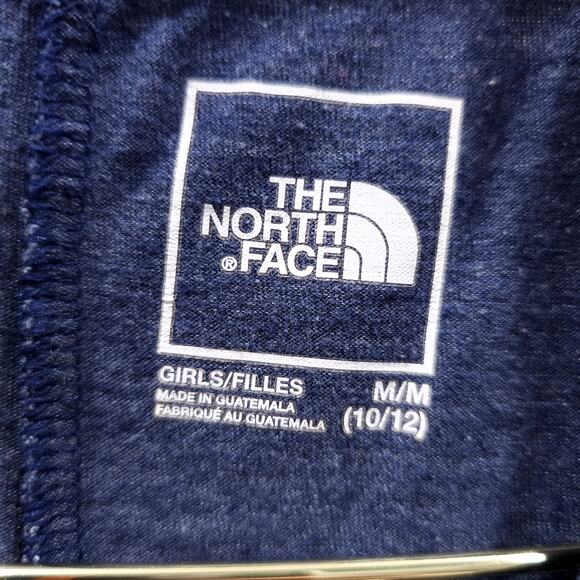 THE
NORTH
®FACE
GIRLS/FILLES M/M
MADE IN GUATEMALA
FABRIQUÉ AU GUATEMALA (10/12)